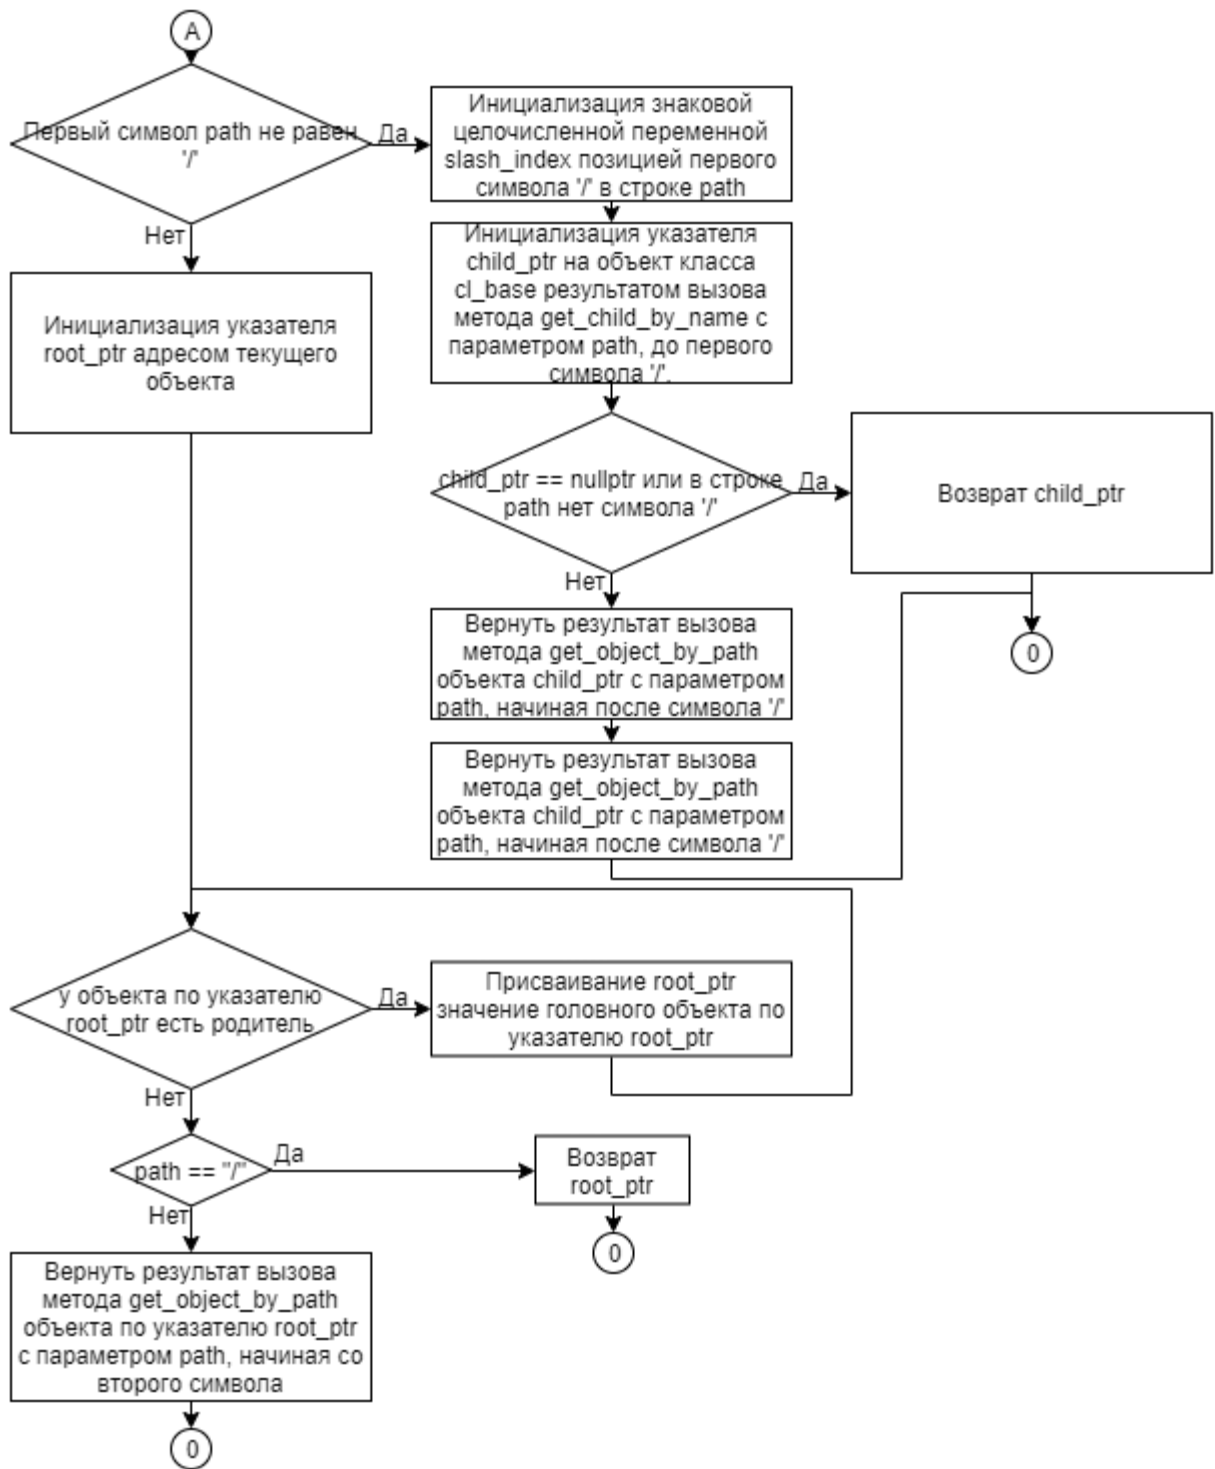 A
Первый символ path не равен
'/'
Да
Инициализация знаковой
целочисленной переменной
slash_index позицией первого
символа '/' в строке path
Нет
Инициализация указателя
child_ptr на объект класса
cl_base результатом вызова
метода get_child_by_name с
параметром path, до первого
символа '/'.
Инициализация указателя
root_ptr адресом текущего
объекта
child_ptr == nullptr или в строке
path нет символа '/'
Да
Возврат child_ptr
Нет
0
Вернуть результат вызова
метода get_object_by_path
объекта child_ptr с параметром
path, начиная после символа '/'
Вернуть результат вызова
метода get_object_by_path
объекта child_ptr с параметром
path, начиная после символа '/'
у объекта по указателю
root_ptr есть родитель
Да
Присваивание root_ptr
значение головного объекта по
указателю root_ptr
Нет
path == "/"
Да
Возврат
root_ptr
Нет
0
Вернуть результат вызова
метода get_object_by_path
объекта по указателю root_ptr
с параметром path, начиная со
второго символа
0